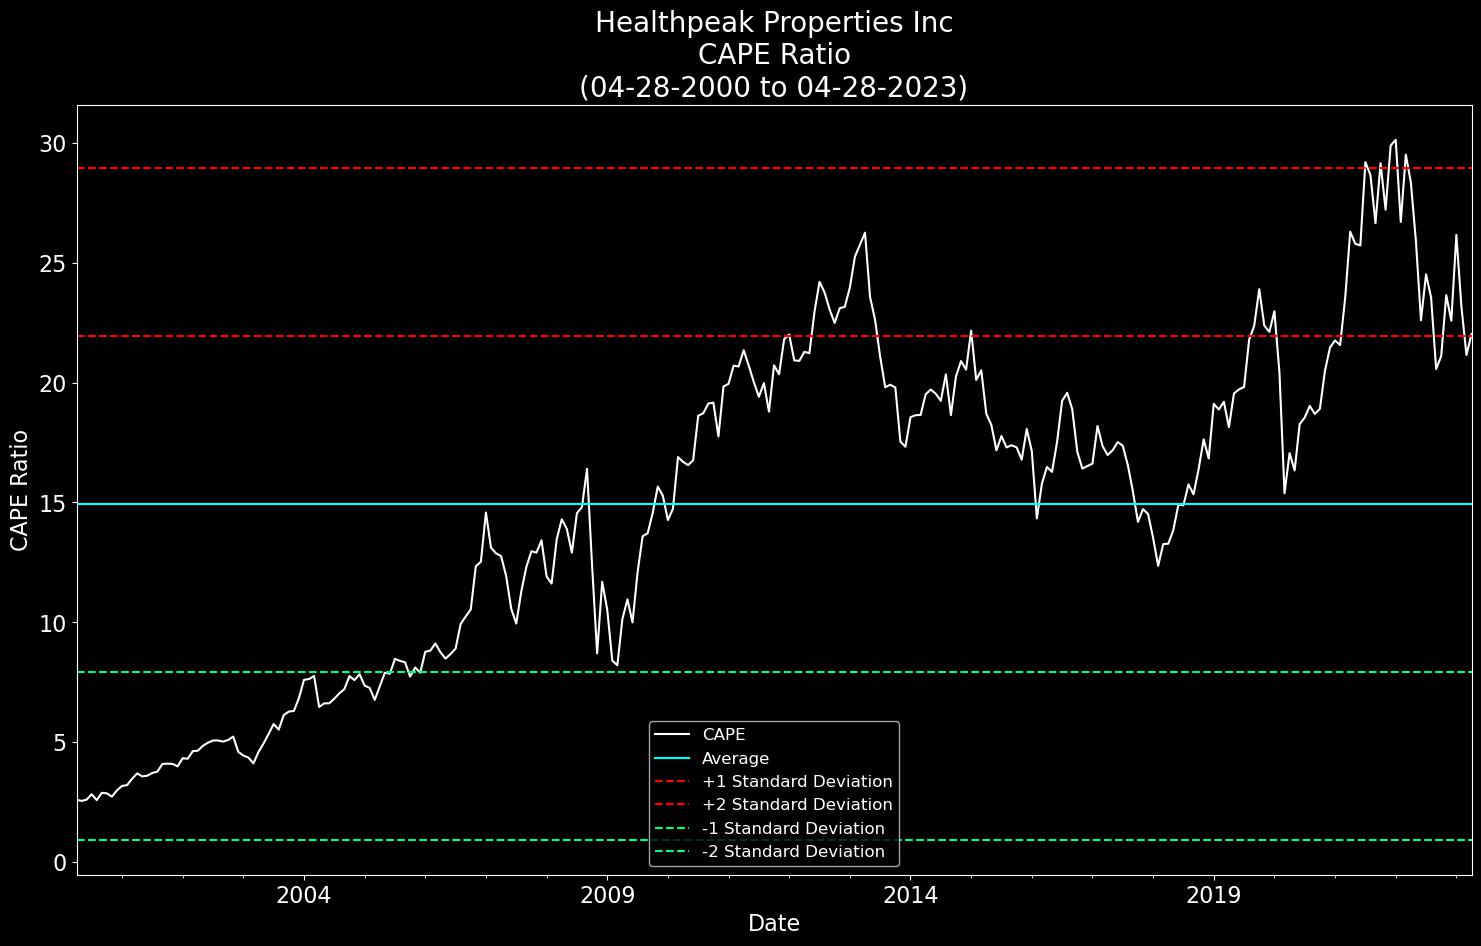 Healthpeak Properties Inc
CAPE Ratio
(04-28-2000 to 04-28-2023)
30
25
20
15
10
5
0
CAPE Ratio
CAPE
Average
+1 Standard Deviation
+2 Standard Deviation
-1 Standard Deviation
-2 Standard Deviation
2004 2009 2014 2019
Date